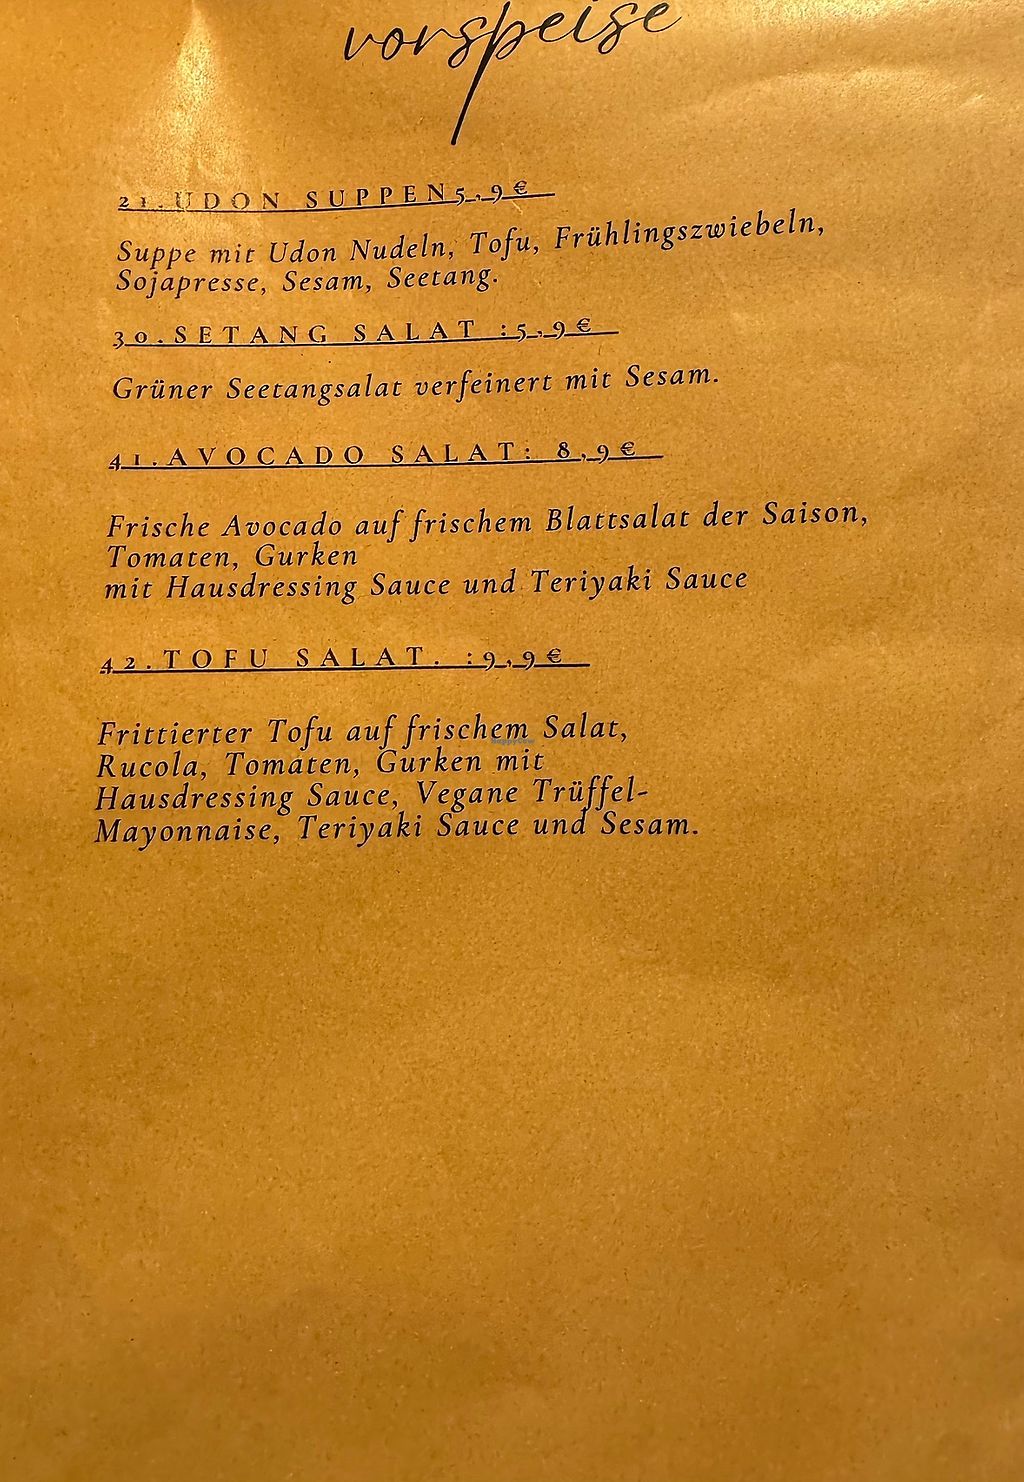 vorspeise
21.UDON SUPPEN5,9€
Suppe mit Udon Nudeln, Tofu, Frühlingszwiebeln,
Sojapresse, Sesam, Seetang.
30.SETANG SALAT :5,9€
Grüner Seetangsalat verfeinert mit Sesam.
41.AVOCADO SALAT: 8,9€
Frische Avocado auf frischem Blattsalat der Saison,
Tomaten, Gurken
mit Hausdressing Sauce und Teriyaki Sauce
42.TOFU SALAT. :9,9€
Frittierter Tofu auf frischem Salat,
Rucola, Tomaten, Gurken mit
Hausdressing Sauce, Vegane Trüffel-
Mayonnaise, Teriyaki Sauce und Sesam.